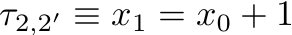 τ_{2,2′} ≡ x_1 = x_0 + 1